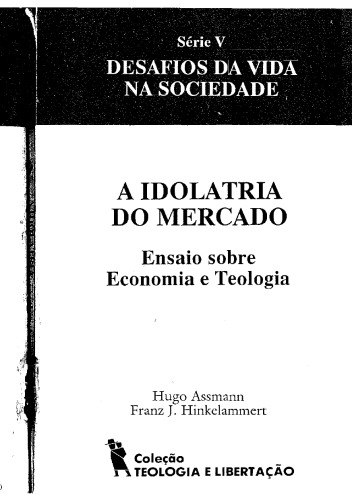 Série V
DESAFIOS DA VIDA
NA SOCIEDADE
A IDOLATRIA
DO MERCADO
Ensaio sobre
Economia e Teologia
Hugo Assmann
Franz J. Hinkelammert
Coleção
TEOLOGIA E LIBERTAÇÃO